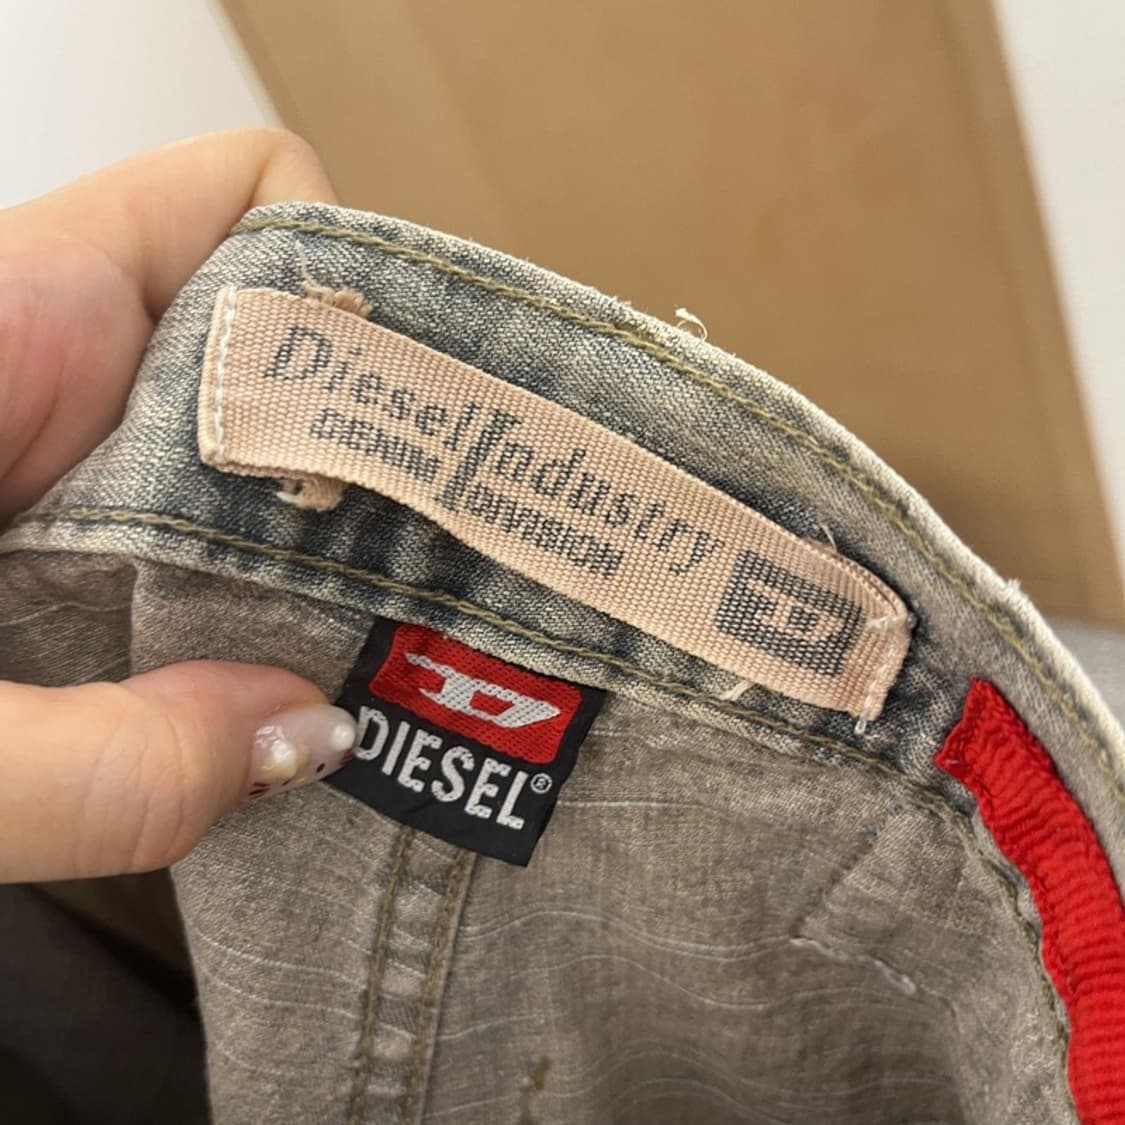 Diesel Industry
DENIM DIVISION
D
DIESEL®